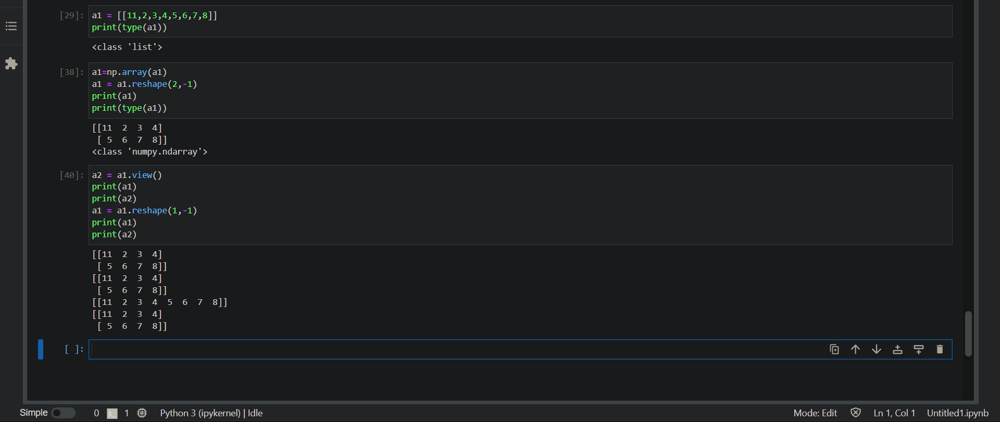 [29]: a1 = [[11,2,3,4,5,6,7,8]]
print(type(a1))
<class 'list'>
[38]: a1=np.array(a1)
a1 = a1.reshape(2,-1)
print(a1)
print(type(a1))
[[11  2  3  4]
 [ 5  6  7  8]]
<class 'numpy.ndarray'>
[40]: a2 = a1.view()
print(a1)
print(a2)
a1 = a1.reshape(1,-1)
print(a1)
print(a2)
[[11  2  3  4]
 [ 5  6  7  8]]
[[11  2  3  4]
 [ 5  6  7  8]]
[[11  2  3  4  5  6  7  8]]
[[11  2  3  4]
 [ 5  6  7  8]]
[ ]:
Simple 0 $_ 1 Python 3 (ipykernel) | Idle Mode: Edit Ln 1, Col 1 Untitled1.ipynb